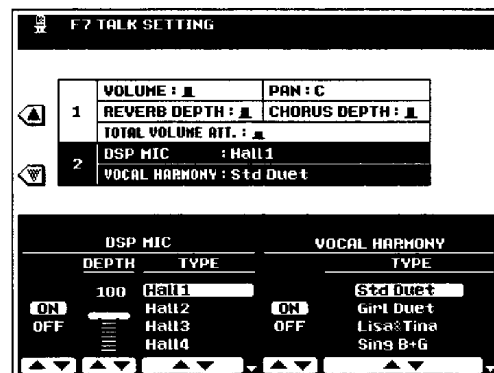 F7 TALK SETTING
VOLUME : PAN : C
1 REVERB DEPTH : CHORUS DEPTH :
TOTAL VOLUME ATT. :
2 DSP MIC : Hall1
VOCAL HARMONY : Std Duet
DSP MIC VOCAL HARMONY
DEPTH TYPE TYPE
100 Hall1 Std Duet
ON Hall2 ON Girl Duet
OFF Hall3 OFF Lisa&Tina
Hall4 Sing B+G